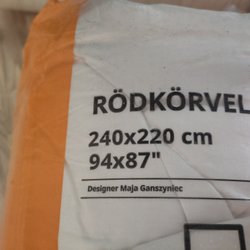 RÖDKÖRVEL
240x220 cm
94x87"
Designer Maja Ganszyniec